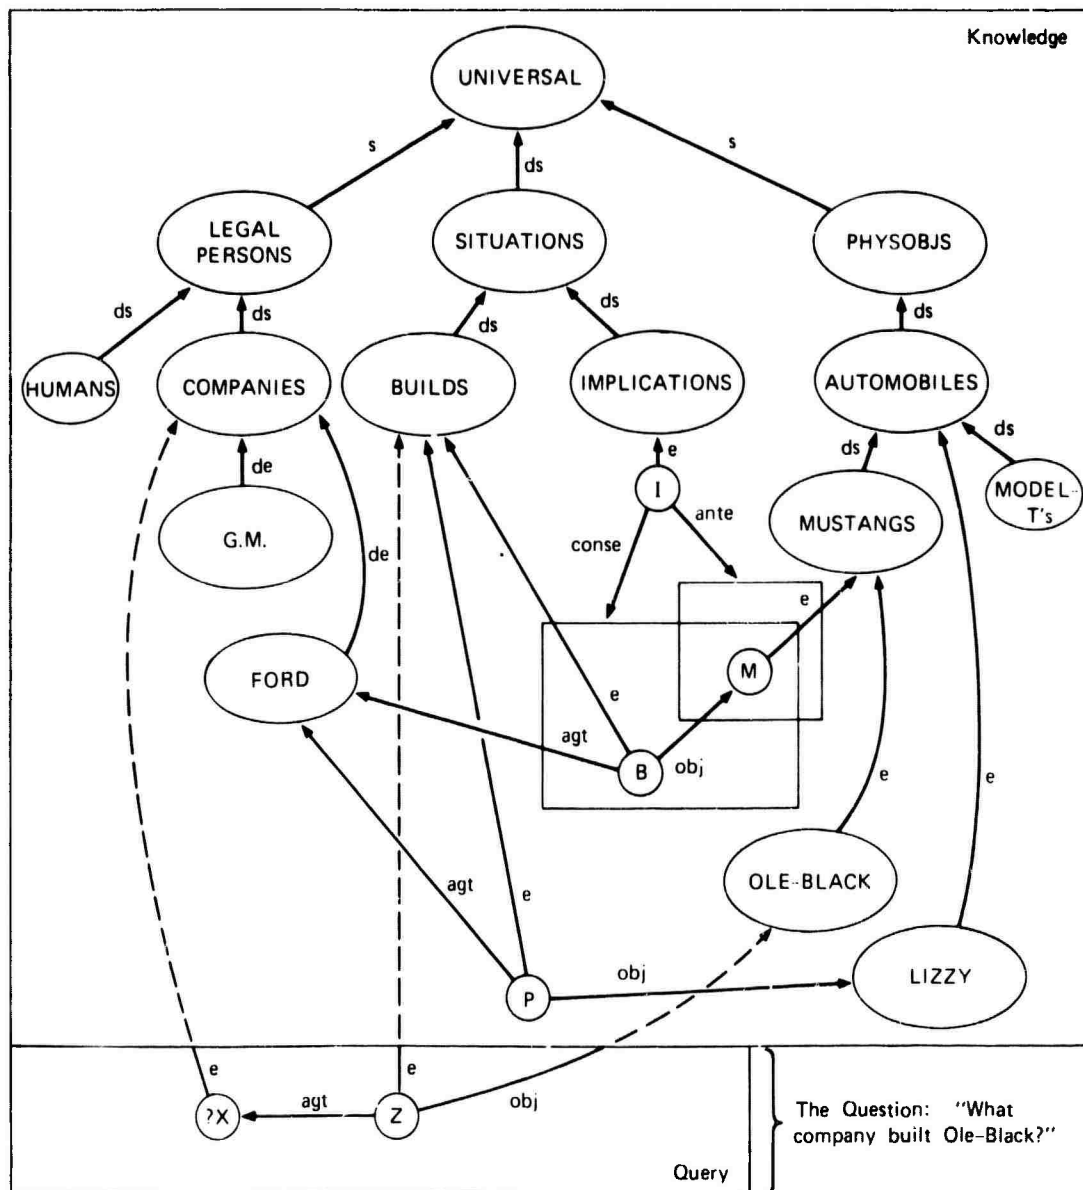 Knowledge
UNIVERSAL
s
ds
s
LEGAL
PERSONS
SITUATIONS
PHYSOBJS
ds
ds
ds
ds
ds
HUMANS
COMPANIES
BUILDS
IMPLICATIONS
AUTOMOBILES
de
e
ds
ds
I
MODEL-
T's
G.M.
conse
ante
MUSTANGS
de
e
FORD
M
e
agt
B
obj
e
e
OLE-BLACK
agt
e
LIZZY
P
obj
e
e
?X
agt
Z
obj
The Question: "What
company built Ole-Black?"
Query